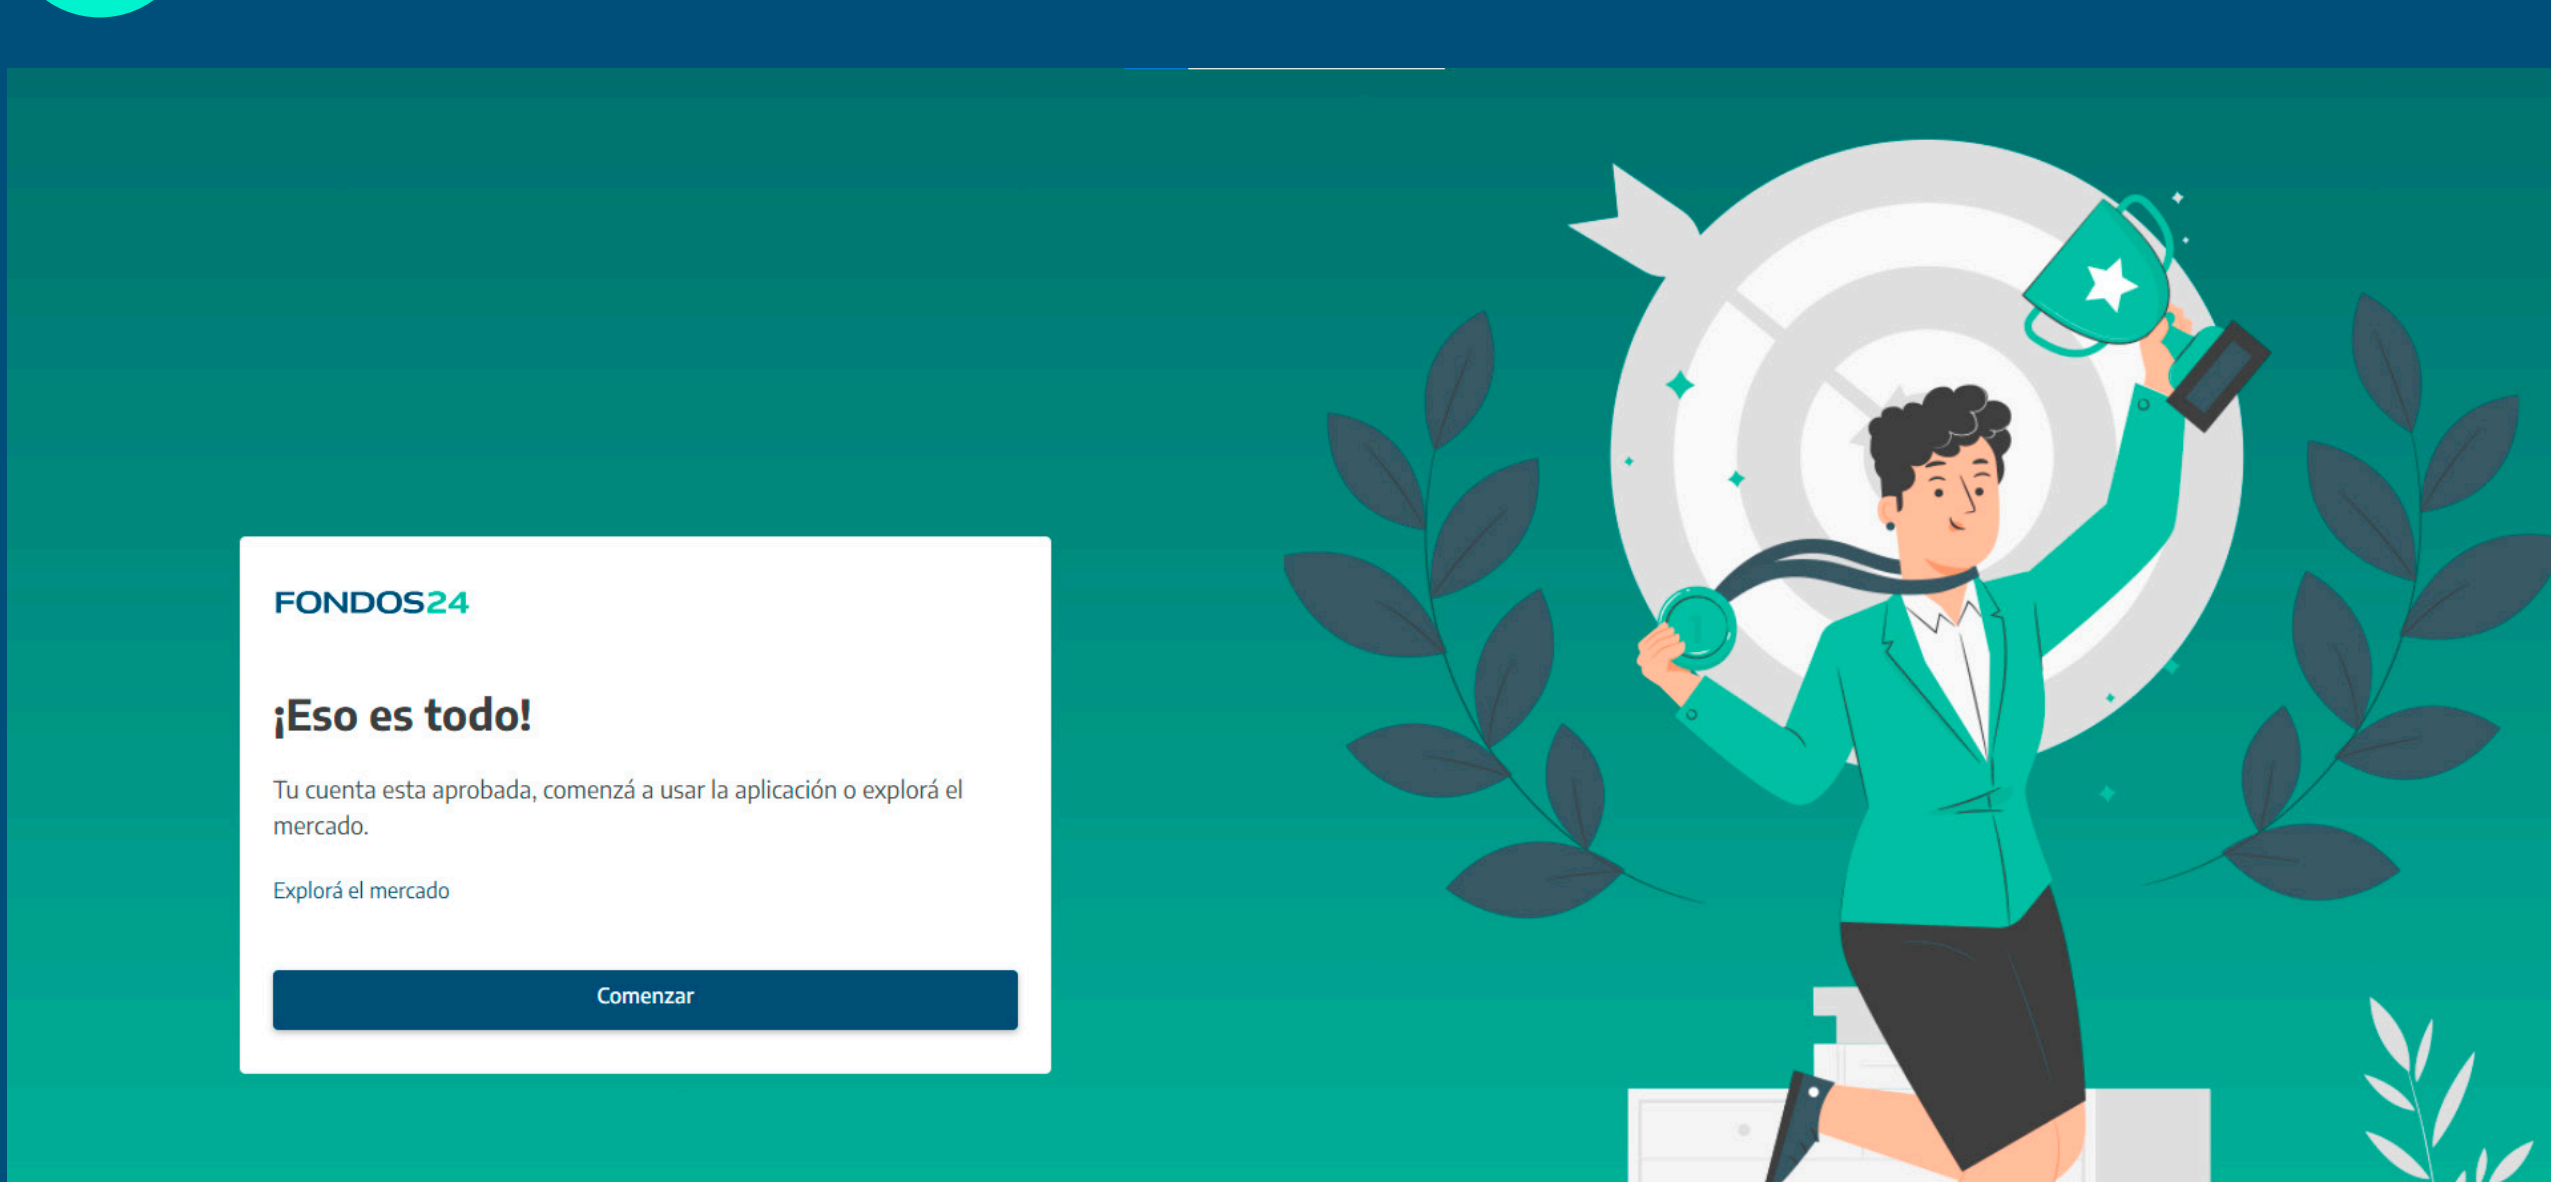 FONDOS24
¡Eso es todo!
Tu cuenta esta aprobada, comenzá a usar la aplicación o explorá el
mercado.
Explorá el mercado
Comenzar
1